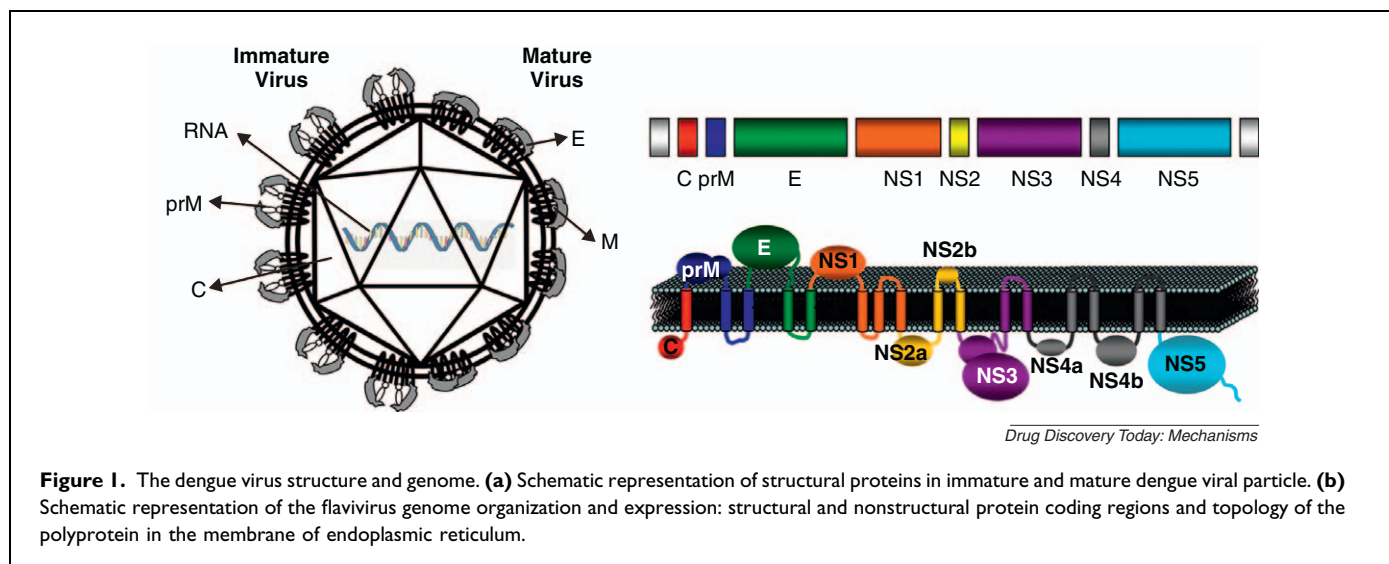 Immature
Virus
Mature
Virus
RNA
E
prM
M
C
C prM E NS1 NS2 NS3 NS4 NS5
prM E NS1 NS2b
C NS2a NS3 NS4a NS4b NS5
Drug Discovery Today: Mechanisms
Figure 1. The dengue virus structure and genome. (a) Schematic representation of structural proteins in immature and mature dengue viral particle. (b)
Schematic representation of the flavivirus genome organization and expression: structural and nonstructural protein coding regions and topology of the
polyprotein in the membrane of endoplasmic reticulum.